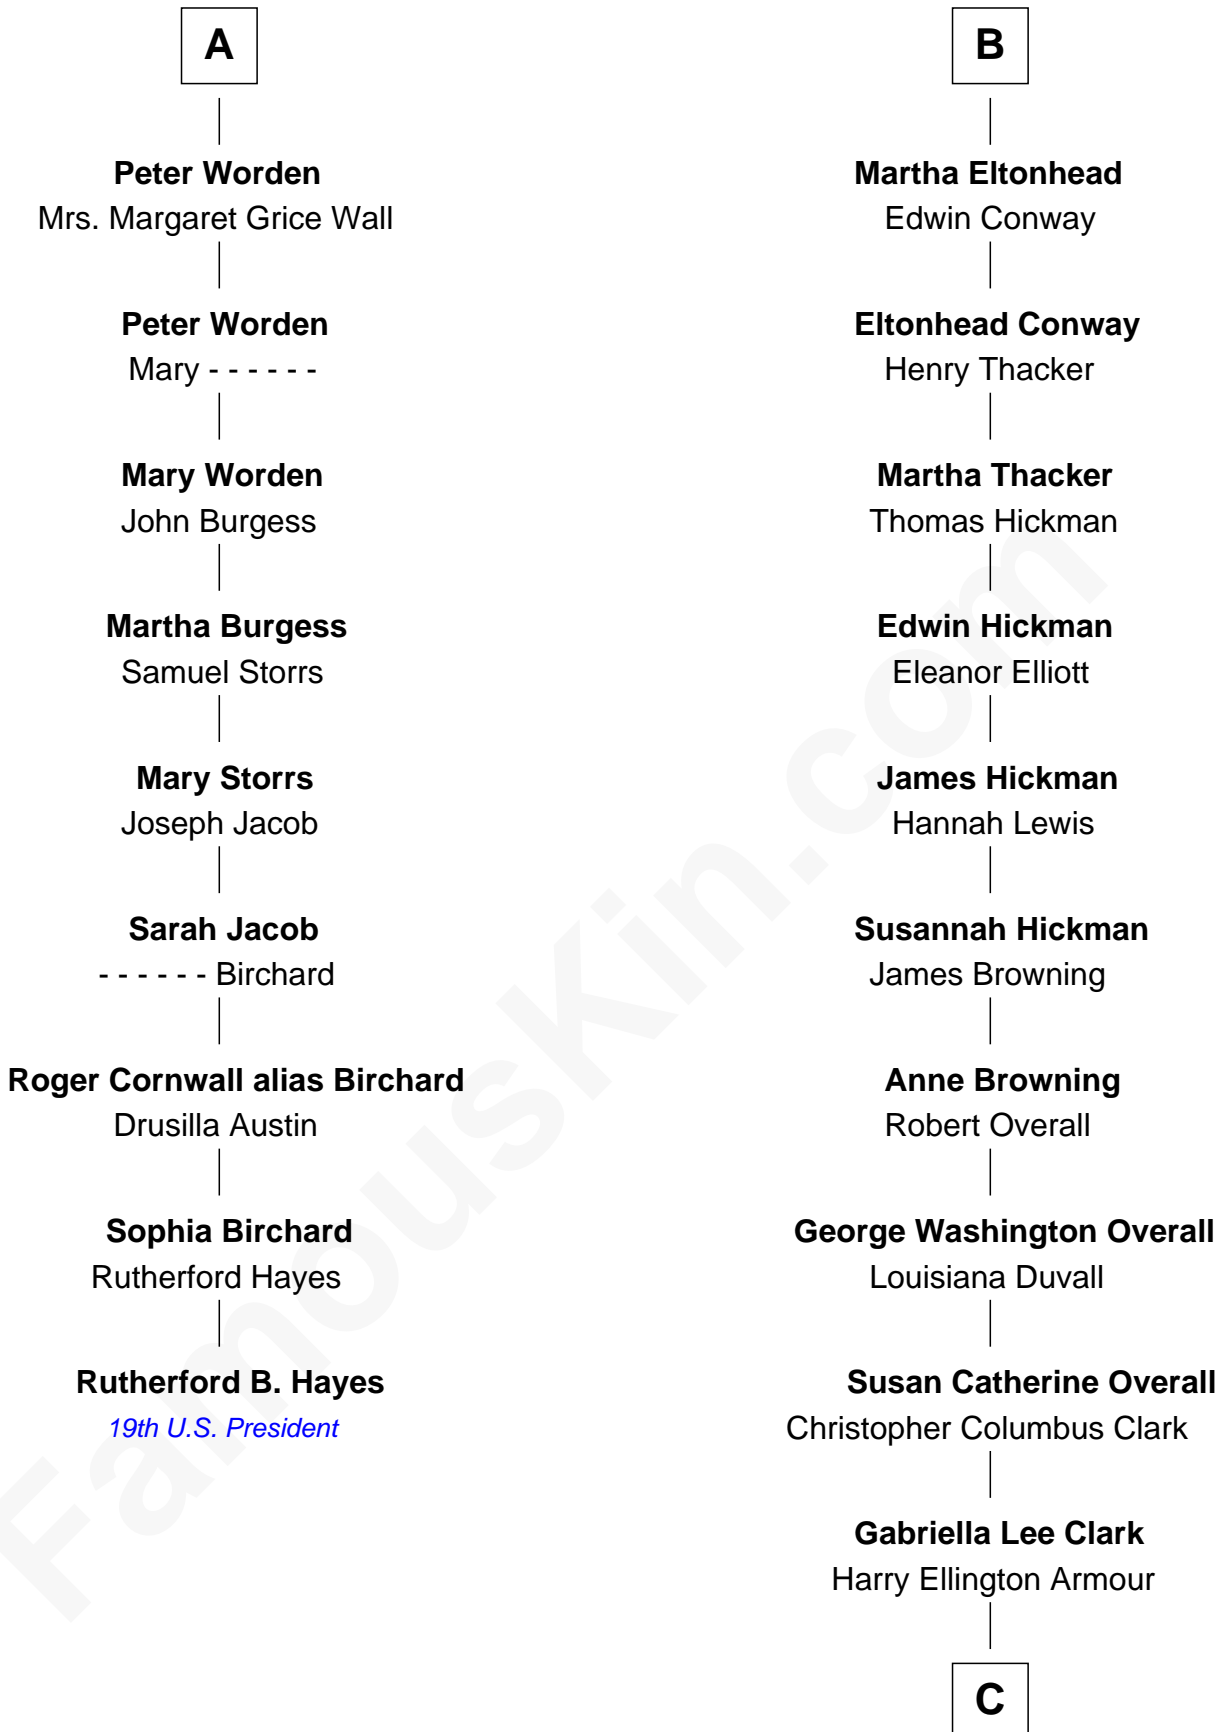 A
Peter Worden
Mrs. Margaret Grice Wall
Peter Worden
Mary - - - - - -
Mary Worden
John Burgess
Martha Burgess
Samuel Storrs
Mary Storrs
Joseph Jacob
Sarah Jacob
- - - - - - Birchard
Roger Cornwall alias Birchard
Drusilla Austin
Sophia Birchard
Rutherford Hayes
Rutherford B. Hayes
19th U.S. President
B
Martha Eltonhead
Edwin Conway
Eltonhead Conway
Henry Thacker
Martha Thacker
Thomas Hickman
Edwin Hickman
Eleanor Elliott
James Hickman
Hannah Lewis
Susannah Hickman
James Browning
Anne Browning
Robert Overall
George Washington Overall
Louisiana Duvall
Susan Catherine Overall
Christopher Columbus Clark
Gabriella Lee Clark
Harry Ellington Armour
C
FamousKin.com